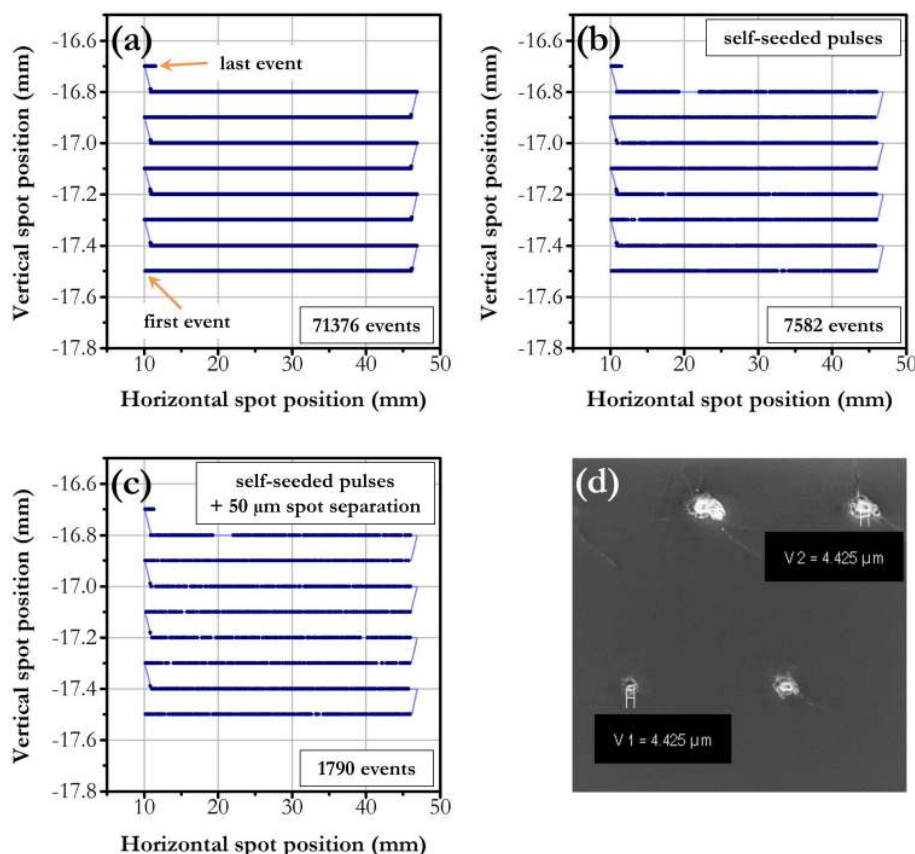 (a)
last event
first event
71376 events
-16.6
-16.8
-17.0
-17.2
-17.4
-17.6
-17.8
Vertical spot position (mm)
10 20 30 40 50
Horizontal spot position (mm)
(b)
self-seeded pulses
7582 events
-16.6
-16.8
-17.0
-17.2
-17.4
-17.6
-17.8
Vertical spot position (mm)
10 20 30 40 50
Horizontal spot position (mm)
(c)
self-seeded pulses
+ 50 µm spot separation
1790 events
-16.6
-16.8
-17.0
-17.2
-17.4
-17.6
-17.8
Vertical spot position (mm)
10 20 30 40 50
Horizontal spot position (mm)
(d)
V 2 = 4.425 µm
V 1 = 4.425 µm